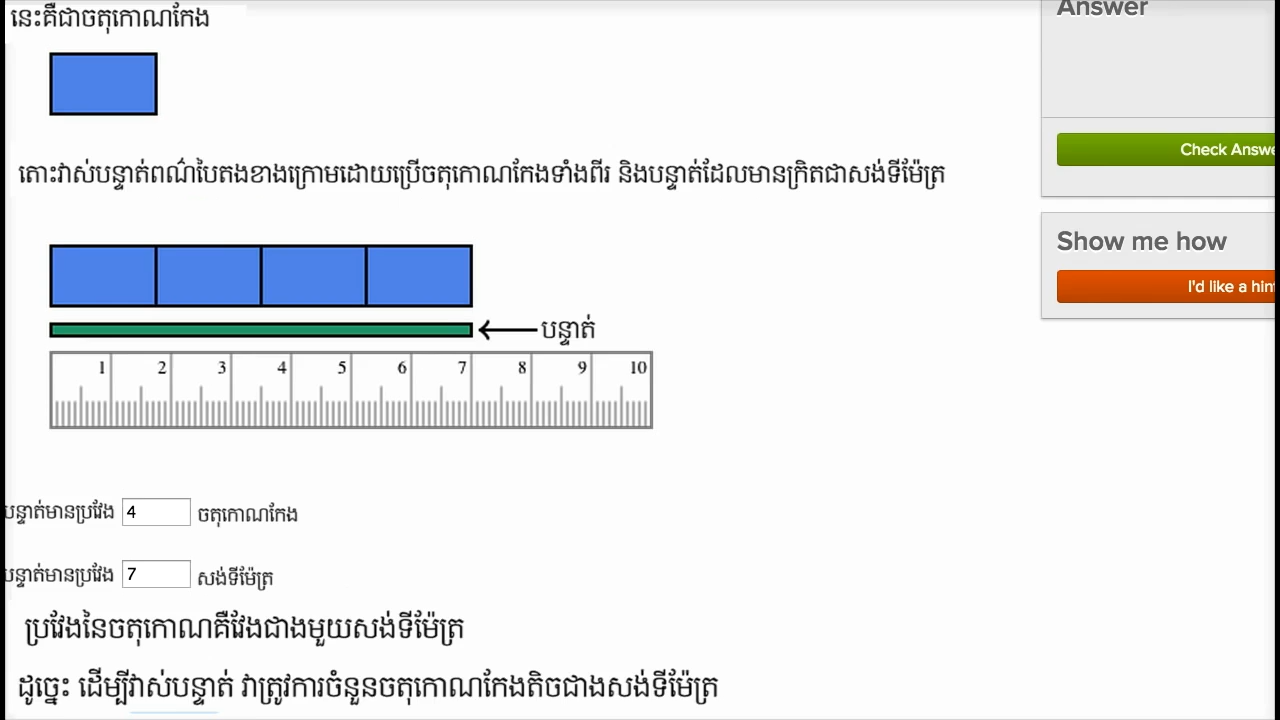 នេះគឺជាចតុកោណកែង
Answer
Check Answe
តោះវាស់បន្ទាត់ពណ៌បៃតងខាងក្រោមដោយប្រើចតុកោណកែងទាំងពីរ និងបន្ទាត់ដែលមានក្រិតជាសង់ទីម៉ែត្រ
Show me how
I'd like a hin
បន្ទាត់
1 2 3 4 5 6 7 8 9 10
បន្ទាត់មានប្រវែង 4 ចតុកោណកែង
បន្ទាត់មានប្រវែង 7 សង់ទីម៉ែត្រ
ប្រវែងនៃចតុកោណគឺវែងជាងមួយសង់ទីម៉ែត្រ
ដូច្នេះ ដើម្បីវាស់បន្ទាត់ វាត្រូវការចំនួនចតុកោណកែងតិចជាងសង់ទីម៉ែត្រ